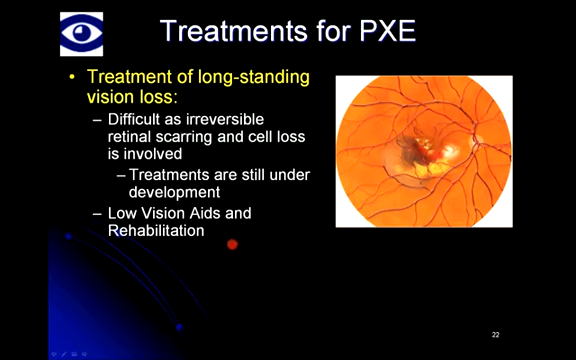 Treatments for PXE
• Treatment of long-standing
vision loss:
– Difficult as irreversible
retinal scarring and cell loss
is involved
– Treatments are still under
development
– Low Vision Aids and
Rehabilitation
22